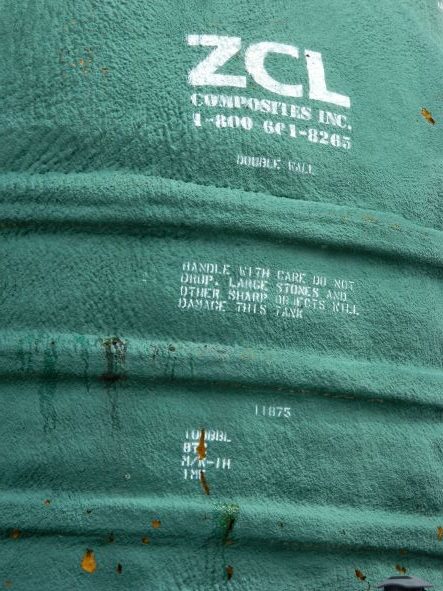 ZCL
COMPOSITES INC.
1-800-661-8265
DOUBLE WALL
HANDLE WITH CARE DO NOT
DROP. LARGE STONES AND
OTHER SHARP OBJECTS WILL
DAMAGE THIS TANK
11875
100BBL